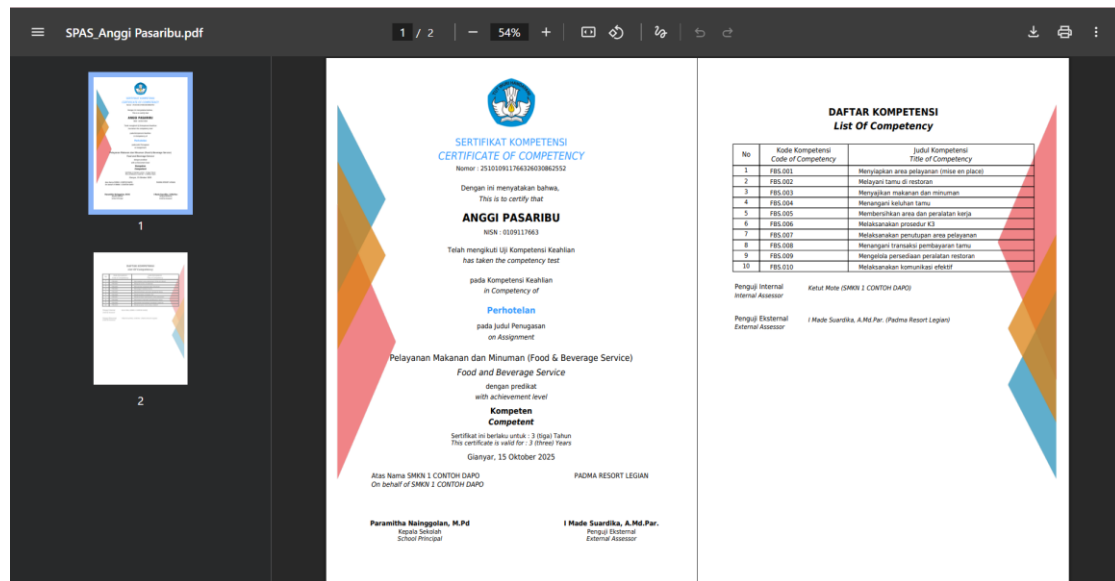 SPAS_Anggi Pasaribu.pdf
1 / 2
54%
1
2
SERTIFIKAT KOMPETENSI
CERTIFICATE OF COMPETENCY
Nomor : 251010911766326030862552
Dengan ini menyatakan bahwa,
This is to certify that
ANGGI PASARIBU
NISN : 0109117663
Telah mengikuti Uji Kompetensi Keahlian
has taken the competency test
pada Kompetensi Keahlian
in Competency of
Perhotelan
pada Judul Penugasan
on Assignment
Pelayanan Makanan dan Minuman (Food & Beverage Service)
Food and Beverage Service
dengan predikat
with achievement level
Kompeten
Competent
Sertifikat ini berlaku untuk : 3 (tiga) Tahun
This certificate is valid for : 3 (three) Years
Gianyar, 15 Oktober 2025
Atas Nama SMKN 1 CONTOH DAPO
On behalf of SMKN 1 CONTOH DAPO
PADMA RESORT LEGIAN
Paramitha Nainggolan, M.Pd
Kepala Sekolah
School Principal
I Made Suardika, A.Md.Par.
Penguji Eksternal
External Assessor
DAFTAR KOMPETENSI
List Of Competency
No Kode Kompetensi Judul Kompetensi
Code of Competency Title of Competency
1 FBS.001 Menyiapkan area pelayanan (mise en place)
2 FBS.002 Melayani tamu di restoran
3 FBS.003 Menyajikan makanan dan minuman
4 FBS.004 Menangani keluhan tamu
5 FBS.005 Membersihkan area dan peralatan kerja
6 FBS.006 Melaksanakan prosedur K3
7 FBS.007 Melaksanakan penutupan area pelayanan
8 FBS.008 Menangani transaksi pembayaran tamu
9 FBS.009 Mengelola persediaan peralatan restoran
10 FBS.010 Melaksanakan komunikasi efektif
Penguji Internal Ketut Mote (SMKN 1 CONTOH DAPO)
Internal Assessor
Penguji Eksternal I Made Suardika, A.Md.Par. (Padma Resort Legian)
External Assessor